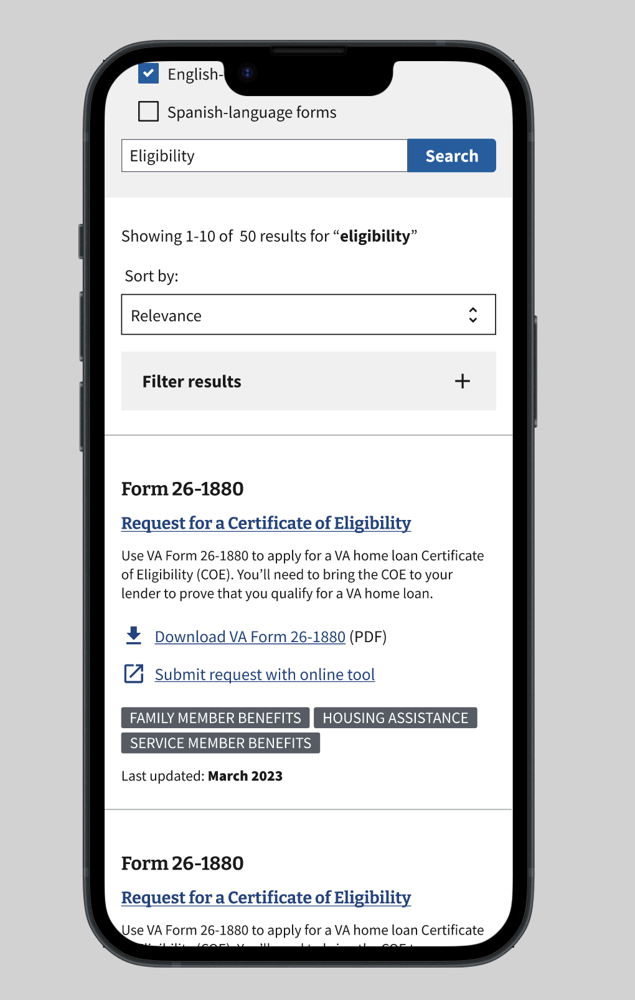 English-
Spanish-language forms
Eligibility
Search
Showing 1-10 of 50 results for “eligibility”
Sort by:
Relevance
Filter results
Form 26-1880
Request for a Certificate of Eligibility
Use VA Form 26-1880 to apply for a VA home loan Certificate
of Eligibility (COE). You’ll need to bring the COE to your
lender to prove that you qualify for a VA home loan.
Download VA Form 26-1880 (PDF)
Submit request with online tool
FAMILY MEMBER BENEFITS HOUSING ASSISTANCE
SERVICE MEMBER BENEFITS
Last updated: March 2023
Form 26-1880
Request for a Certificate of Eligibility
Use VA Form 26-1880 to apply for a VA home loan Certificate